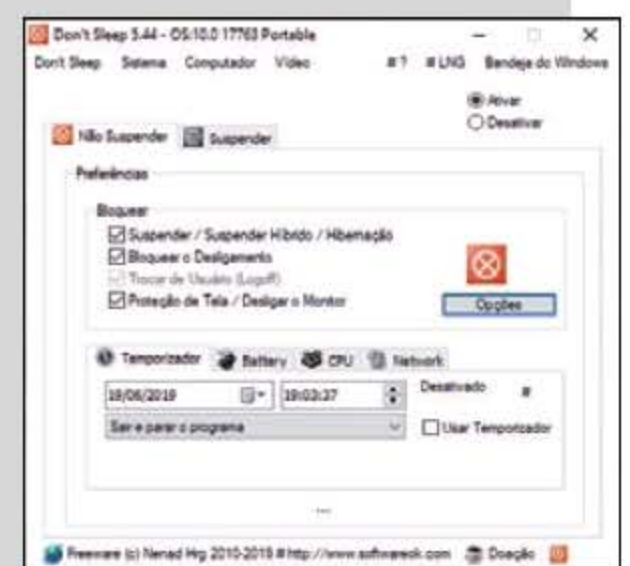 Don't Sleep 5.44 - OS:10.0 17763 Portable
Don't Sleep Sistema Computador Vídeo # ? # LNG Bandeja do Windows
Ativar
Desativar
Não Suspender Suspender
Preferências
Bloquear
Suspender / Suspender Híbrido / Hibernação
Bloquear o Desligamento
Trocar de Usuário (Logoff)
Proteção de Tela / Desligar o Monitor
Opções
Temporizador Battery CPU Network
19/06/2019 19:03:37 Desativado #
Sair e parar o programa Usar Temporizador
...
Freeware (c) Nenad Hrg 2010-2019 # http://www.softwareok.com Doação